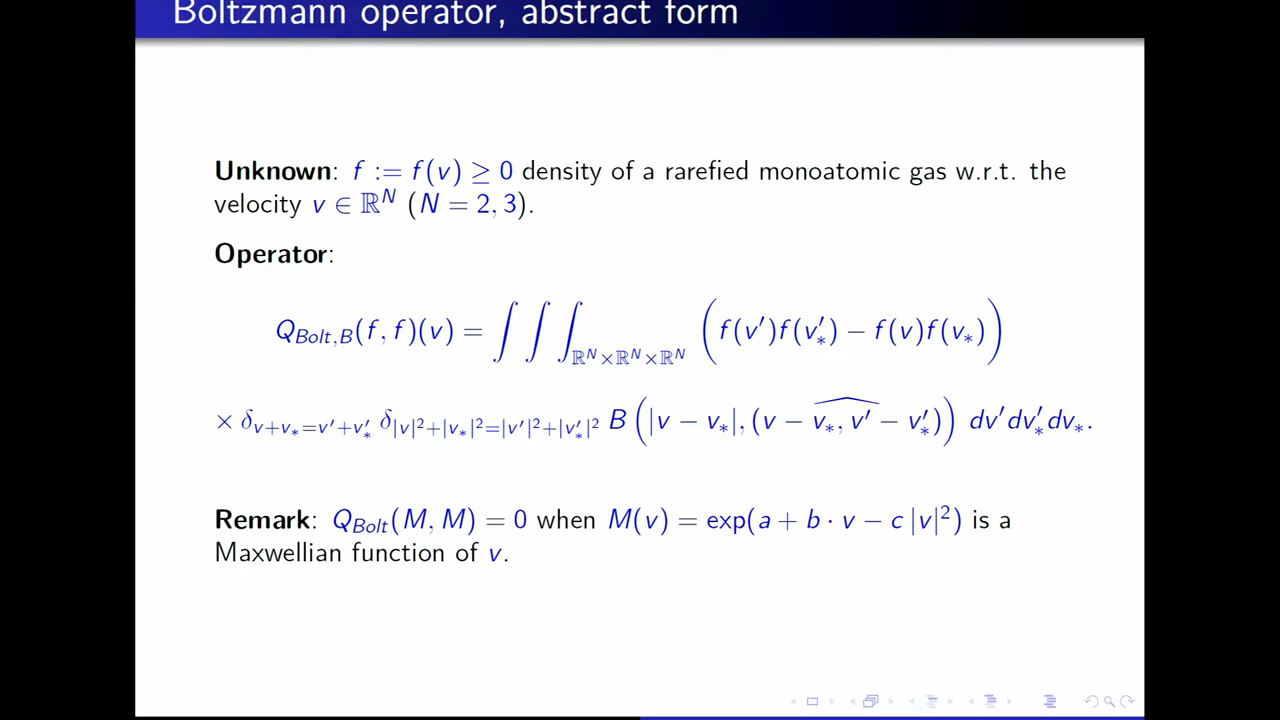 Boltzmann operator, abstract form
Unknown: f := f(v) ≥ 0 density of a rarefied monoatomic gas w.r.t. the
velocity v ∈ ℝ^N (N = 2, 3).
Operator:
Q_{Bolt,B}(f, f)(v) = ∫ ∫ ∫_{ℝ^N×ℝ^N×ℝ^N} ( f(v′)f(v′_*) − f(v)f(v_*) )
× δ_{v+v_*=v′+v′_*} δ_{|v|^2+|v_*|^2=|v′|^2+|v′_*|^2} B ( |v − v_*|, (v − \widehat{v_*, v′} − v′_*) ) dv′dv′_*dv_*.
Remark: Q_{Bolt}(M, M) = 0 when M(v) = exp(a + b · v − c |v|^2) is a
Maxwellian function of v.